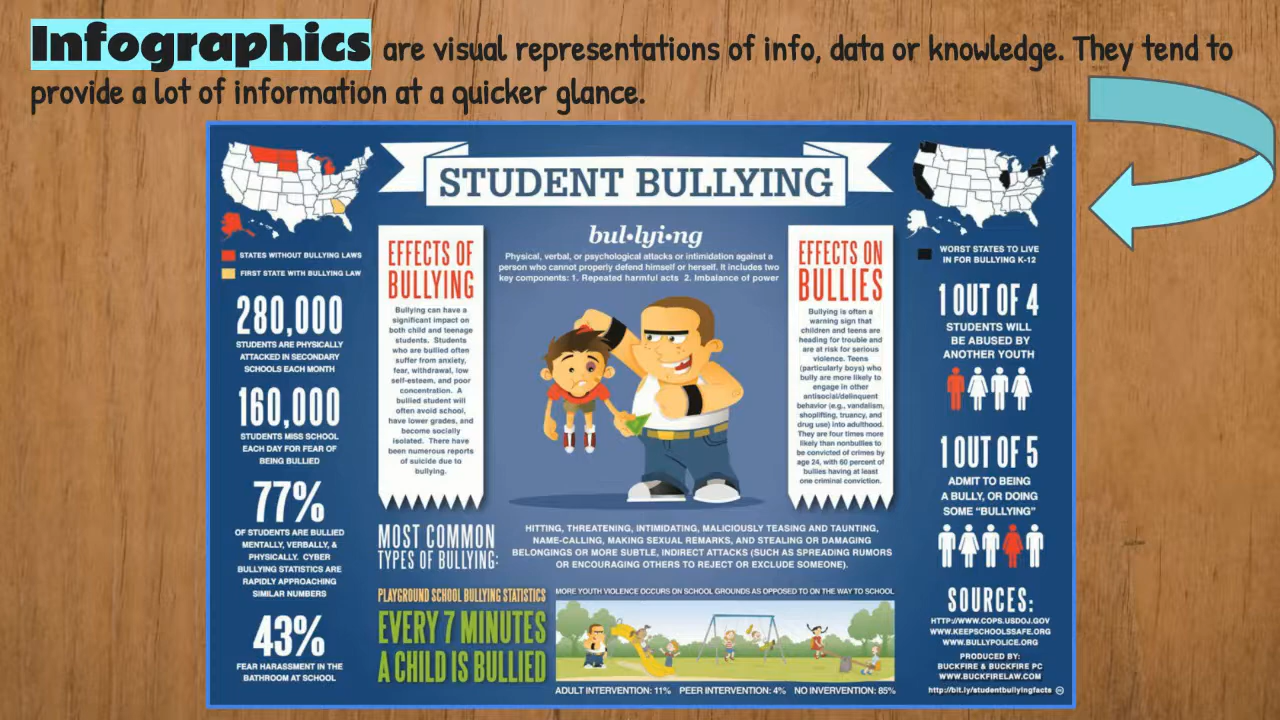 Infographics are visual representations of info, data or knowledge. They tend to
provide a lot of information at a quicker glance.
STUDENT BULLYING
STATES WITHOUT BULLYING LAWS
FIRST STATE WITH BULLYING LAW
280,000
STUDENTS ARE PHYSICALLY
ATTACKED IN SECONDARY
SCHOOLS EACH MONTH
160,000
STUDENTS MISS SCHOOL
EACH DAY FOR FEAR OF
BEING BULLIED
77%
OF STUDENTS ARE BULLIED
MENTALLY, VERBALLY, &
PHYSICALLY. CYBER
BULLYING STATISTICS ARE
RAPIDLY APPROACHING
SIMILAR NUMBERS
43%
FEAR HARASSMENT IN THE
BATHROOM AT SCHOOL
EFFECTS OF
BULLYING
Bullying can have a
significant impact on
both child and teenage
students. Students
who are bullied often
suffer from anxiety,
fear, withdrawal, low
self-esteem, and poor
concentration. A
bullied student will
often avoid school,
have lower grades, and
become socially
isolated. There have
been numerous reports
of suicide due to
bullying.
bul•lyi•ng
Physical, verbal, or psychological attacks or intimidation against a
person who cannot properly defend himself or herself. It includes two
key components: 1. Repeated harmful acts 2. Imbalance of power
EFFECTS ON
BULLIES
Bullying is often a
warning sign that
children and teens are
heading for trouble and
are at risk for serious
violence. Teens
(particularly boys) who
bully are more likely to
engage in other
antisocial/delinquent
behavior (e.g., vandalism,
shoplifting, truancy, and
drug use) into adulthood.
They are four times more
likely than nonbullies to
be convicted of crimes by
age 24, with 60 percent of
bullies having at least
one criminal conviction.
MOST COMMON
TYPES OF BULLYING:
HITTING, THREATENING, INTIMIDATING, MALICIOUSLY TEASING AND TAUNTING,
NAME-CALLING, MAKING SEXUAL REMARKS, AND STEALING OR DAMAGING
BELONGINGS OR MORE SUBTLE, INDIRECT ATTACKS (SUCH AS SPREADING RUMORS
OR ENCOURAGING OTHERS TO REJECT OR EXCLUDE SOMEONE).
PLAYGROUND SCHOOL BULLYING STATISTICS
EVERY 7 MINUTES
A CHILD IS BULLIED
MORE YOUTH VIOLENCE OCCURS ON SCHOOL GROUNDS AS OPPOSED TO ON THE WAY TO SCHOOL
ADULT INTERVENTION: 11% PEER INTERVENTION: 4% NO INVERVENTION: 85%
WORST STATES TO LIVE
IN FOR BULLYING K-12
1 OUT OF 4
STUDENTS WILL
BE ABUSED BY
ANOTHER YOUTH
1 OUT OF 5
ADMIT TO BEING
A BULLY, OR DOING
SOME “BULLYING”
SOURCES:
HTTP://WWW.COPS.USDOJ.GOV
WWW.KEEPSCHOOLSSAFE.ORG
WWW.BULLYPOLICE.ORG
PRODUCED BY:
BUCKFIRE & BUCKFIRE PC
WWW.BUCKFIRELAW.COM
http://bit.ly/studentbullyingfacts